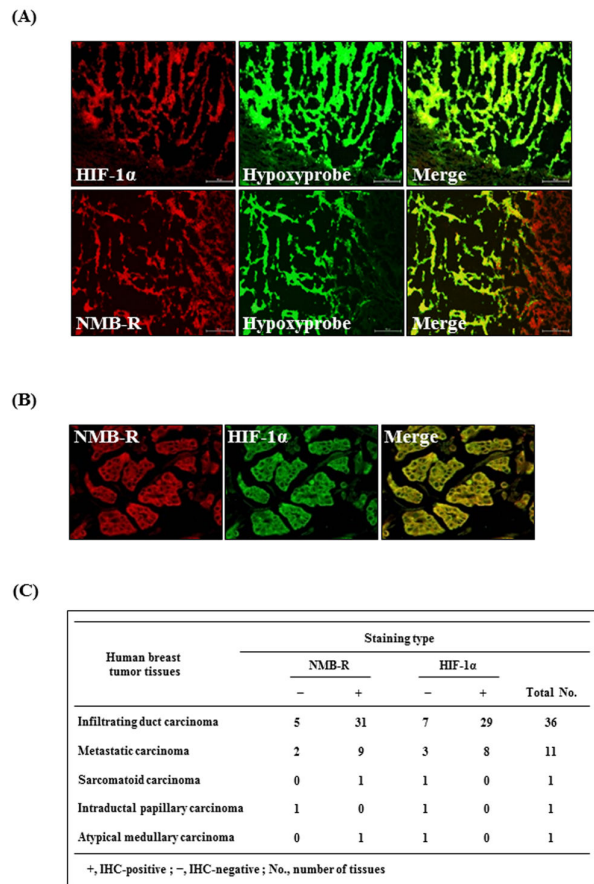 (A)
HIF-1α Hypoxyprobe Merge
NMB-R Hypoxyprobe Merge
(B)
NMB-R HIF-1α Merge
(C)
Staining type
Human breast
tumor tissues
NMB-R HIF-1α
− + − + Total No.
Infiltrating duct carcinoma 5 31 7 29 36
Metastatic carcinoma 2 9 3 8 11
Sarcomatoid carcinoma 0 1 1 0 1
Intraductal papillary carcinoma 1 0 1 0 1
Atypical medullary carcinoma 0 1 1 0 1
+, IHC-positive ; −, IHC-negative ; No., number of tissues